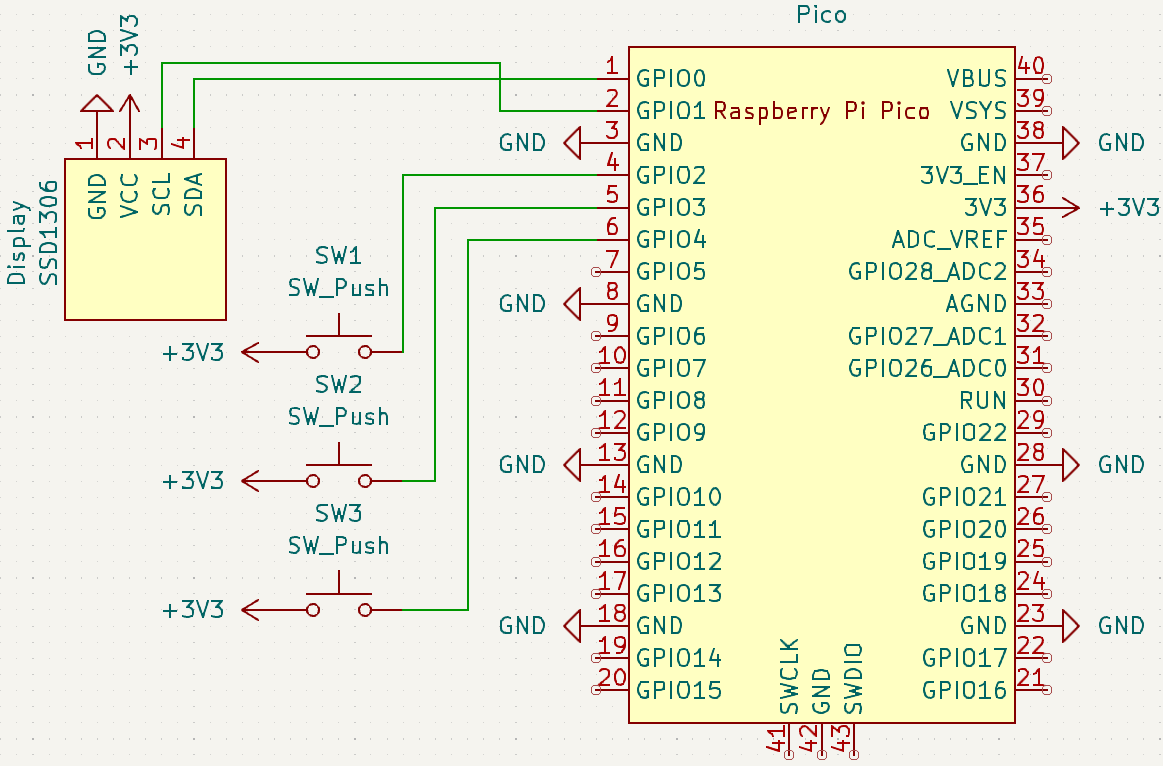 Pico
Raspberry Pi Pico
1 GPIO0
2 GPIO1
3 GND
4 GPIO2
5 GPIO3
6 GPIO4
7 GPIO5
8 GND
9 GPIO6
10 GPIO7
11 GPIO8
12 GPIO9
13 GND
14 GPIO10
15 GPIO11
16 GPIO12
17 GPIO13
18 GND
19 GPIO14
20 GPIO15
VBUS 40
VSYS 39
GND 38
3V3_EN 37
3V3 36
ADC_VREF 35
GPIO28_ADC2 34
AGND 33
GPIO27_ADC1 32
GPIO26_ADC0 31
RUN 30
GPIO22 29
GND 28
GPIO21 27
GPIO20 26
GPIO19 25
GPIO18 24
GND 23
GPIO17 22
GPIO16 21
SWCLK 41
GND 42
SWDIO 43
GND
GND
GND
GND
GND
+3V3
GND
GND
GND
+3V3
1 GND
2 VCC
3 SCL
4 SDA
Display
SSD1306
SW1
SW_Push
+3V3
SW2
SW_Push
+3V3
SW3
SW_Push
+3V3